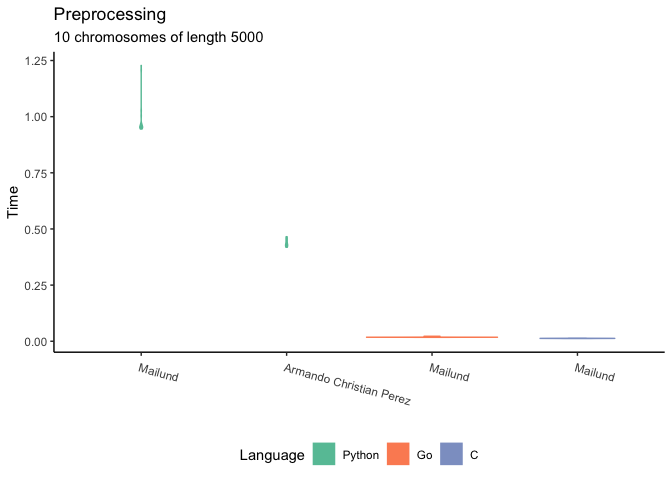 Preprocessing
10 chromosomes of length 5000
1.25
1.00
0.75
0.50
0.25
0.00
Time
Mailund
Armando Christian Perez
Mailund
Mailund
Language
Python
Go
C